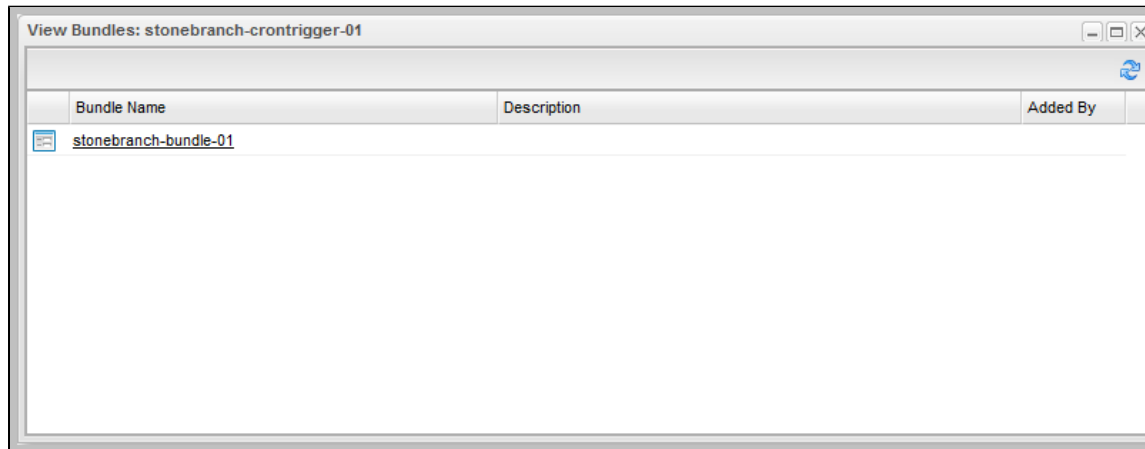 View Bundles: stonebranch-crontrigger-01
Bundle Name Description Added By
stonebranch-bundle-01